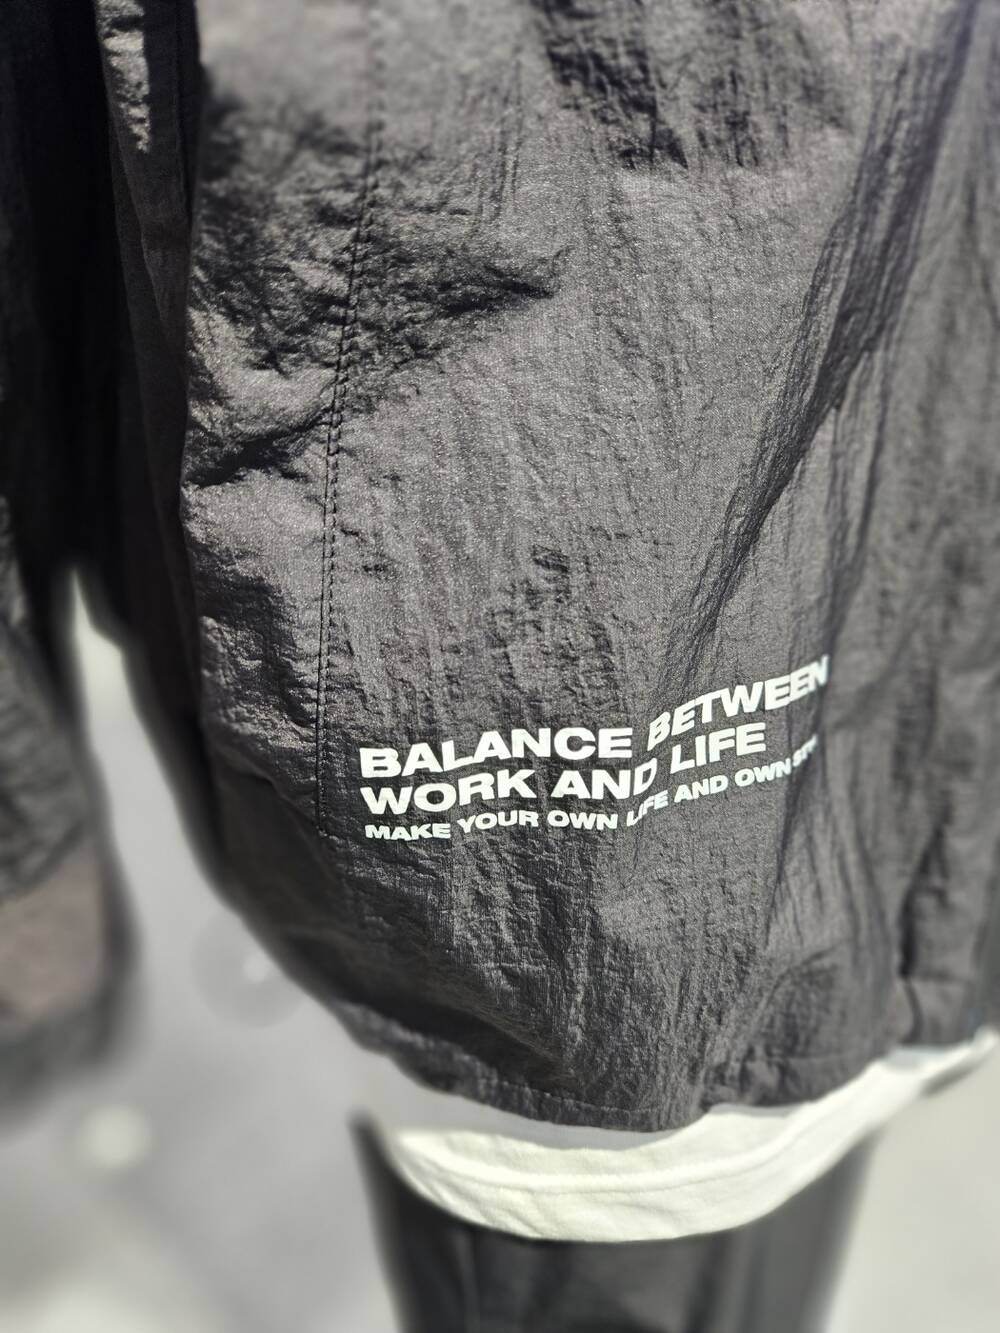 BALANCE BETWEEN
WORK AND LIFE
MAKE YOUR OWN LIFE AND OWN